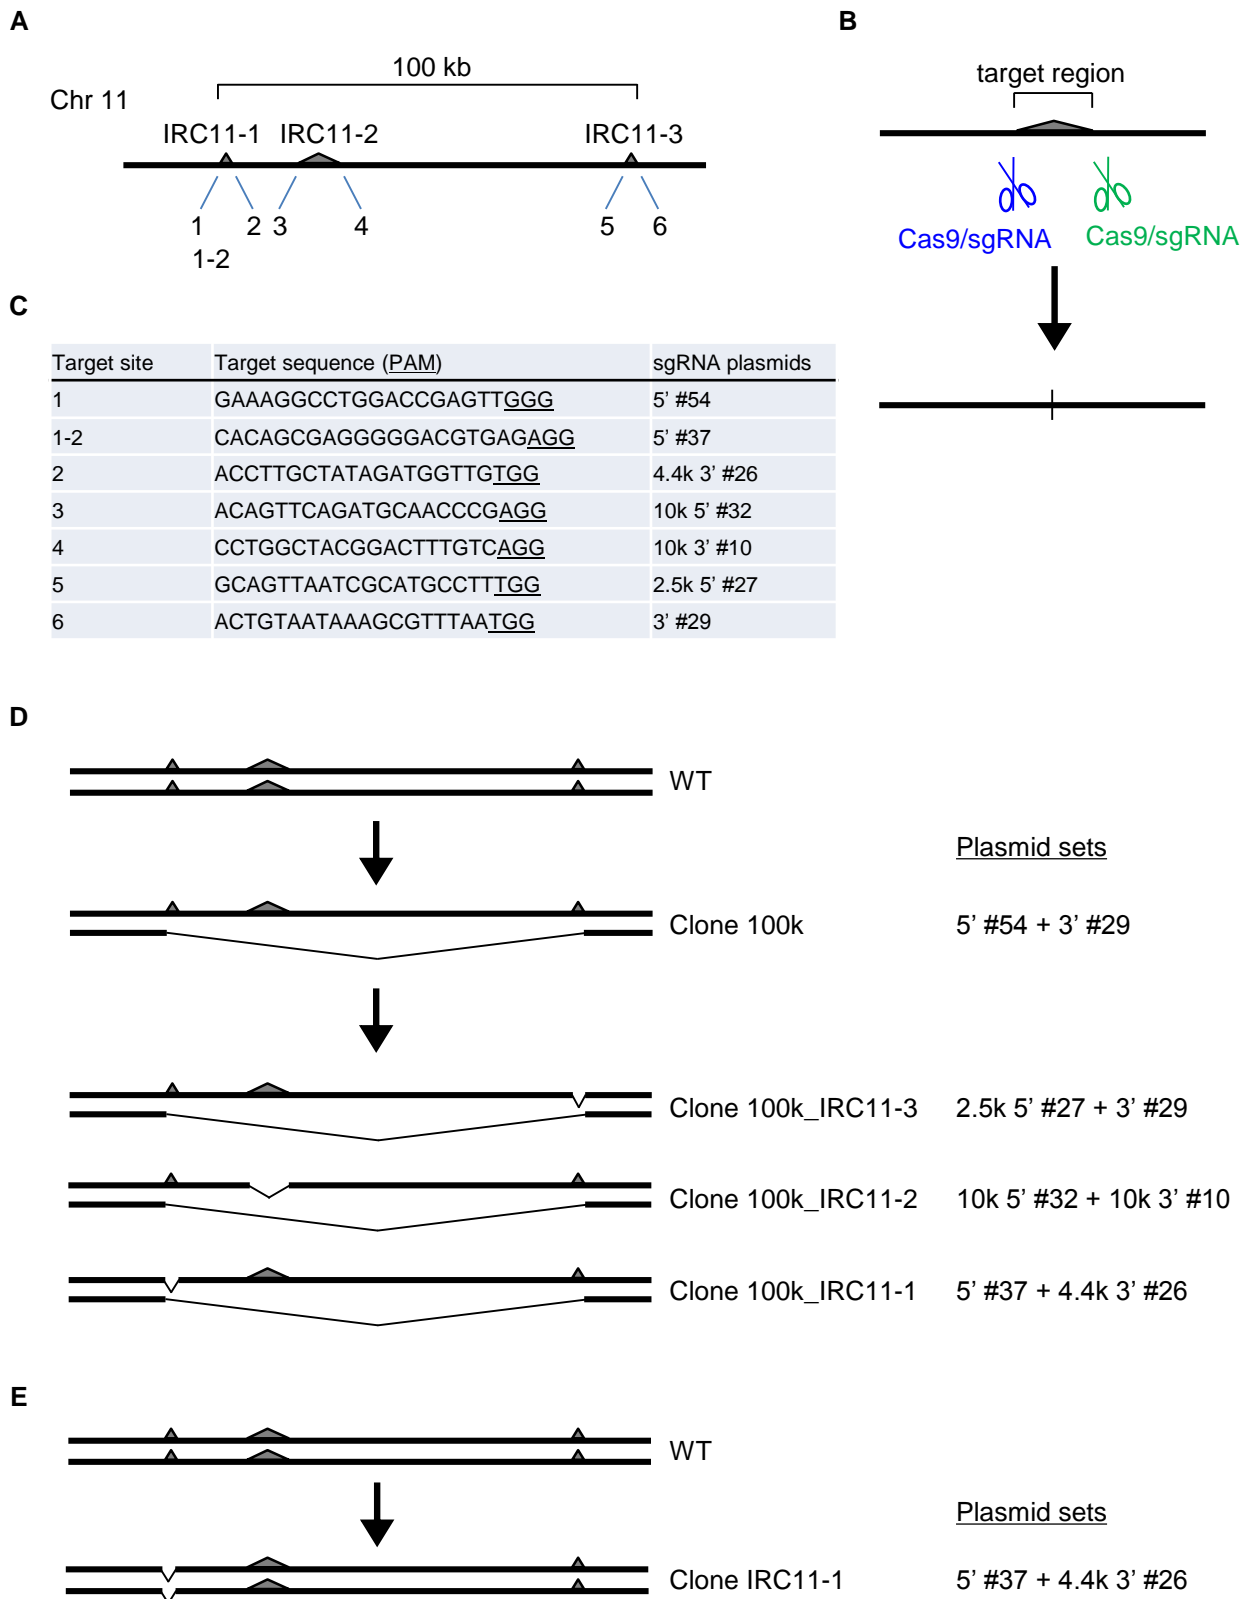 A
100 kb
Chr 11
IRC11-1 IRC11-2 IRC11-3
1 2 3 4 5 6
1-2
B
target region
Cas9/sgRNA Cas9/sgRNA
C
Target site Target sequence (PAM) sgRNA plasmids
1 GAAAGGCCTGGACCGAGTTGGG 5’ #54
1-2 CACAGCGAGGGGGACGTGAGAGG 5’ #37
2 ACCTTGCTATAGATGGTTGTGG 4.4k 3’ #26
3 ACAGTTCAGATGCAACCCGAGG 10k 5’ #32
4 CCTGGCTACGGACTTTGTCAGG 10k 3’ #10
5 GCAGTTAATCGCATGCCTTTGG 2.5k 5’ #27
6 ACTGTAATAAAGCGTTTAATGG 3’ #29
D
WT
Plasmid sets
Clone 100k 5’ #54 + 3’ #29
Clone 100k_IRC11-3 2.5k 5’ #27 + 3’ #29
Clone 100k_IRC11-2 10k 5’ #32 + 10k 3’ #10
Clone 100k_IRC11-1 5’ #37 + 4.4k 3’ #26
E
WT
Plasmid sets
Clone IRC11-1 5’ #37 + 4.4k 3’ #26